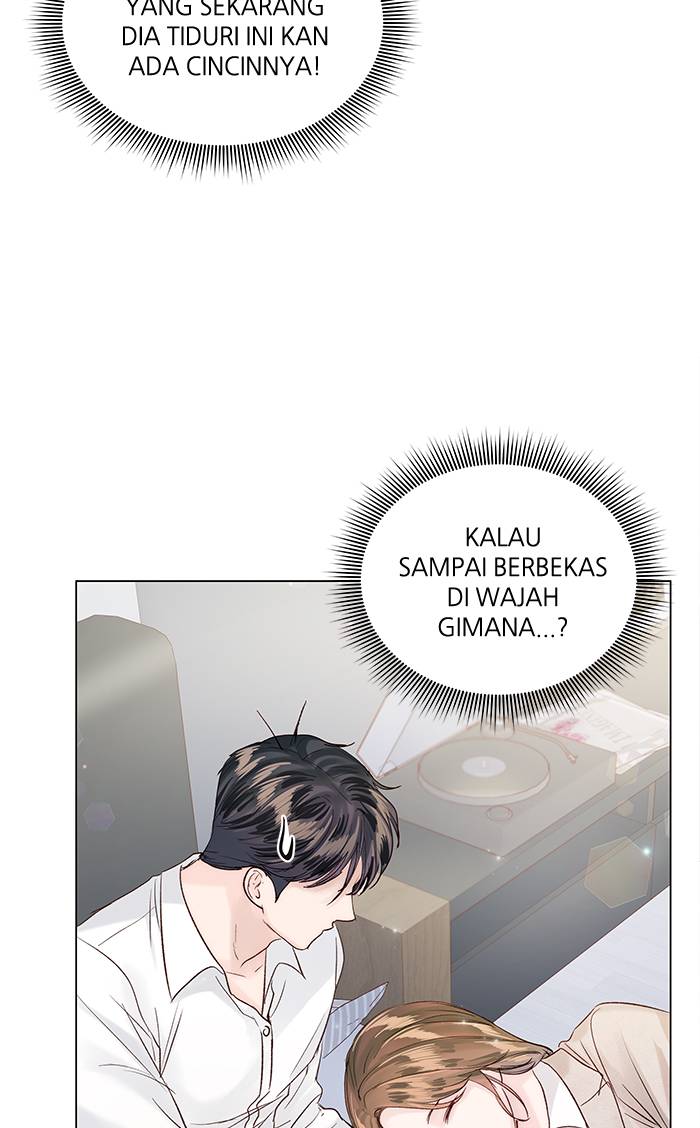 YANG SEKARANG
DIA TIDURI INI KAN
ADA CINCINNYA!
KALAU
SAMPAI BERBEKAS
DI WAJAH
GIMANA...?